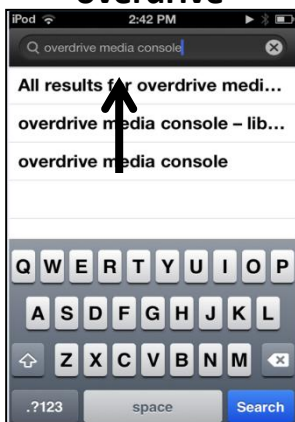 overdrive
iPod 2:42 PM
overdrive media console
All results for overdrive medi...
overdrive media console – lib...
overdrive media console
Q W E R T Y U I O P
A S D F G H J K L
Z X C V B N M
.?123 space Search